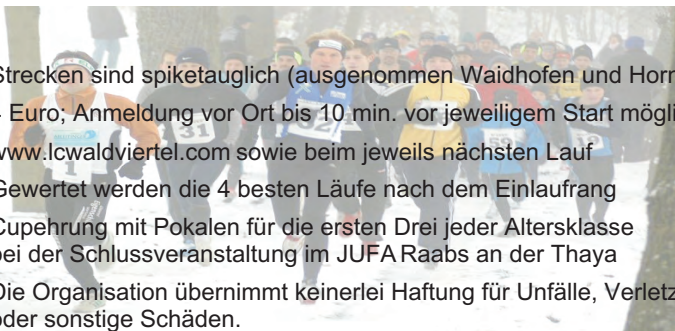 Strecken sind spiketauglich (ausgenommen Waidhofen und Horn
Euro; Anmeldung vor Ort bis 10 min. vor jeweiligem Start mögli
www.lcwaldviertel.com sowie beim jeweils nächsten Lauf
Gewertet werden die 4 besten Läufe nach dem Einlaufrang
Cupehrung mit Pokalen für die ersten Drei jeder Altersklasse
bei der Schlussveranstaltung im JUFA Raabs an der Thaya
Die Organisation übernimmt keinerlei Haftung für Unfälle, Verletz
oder sonstige Schäden.
1
31